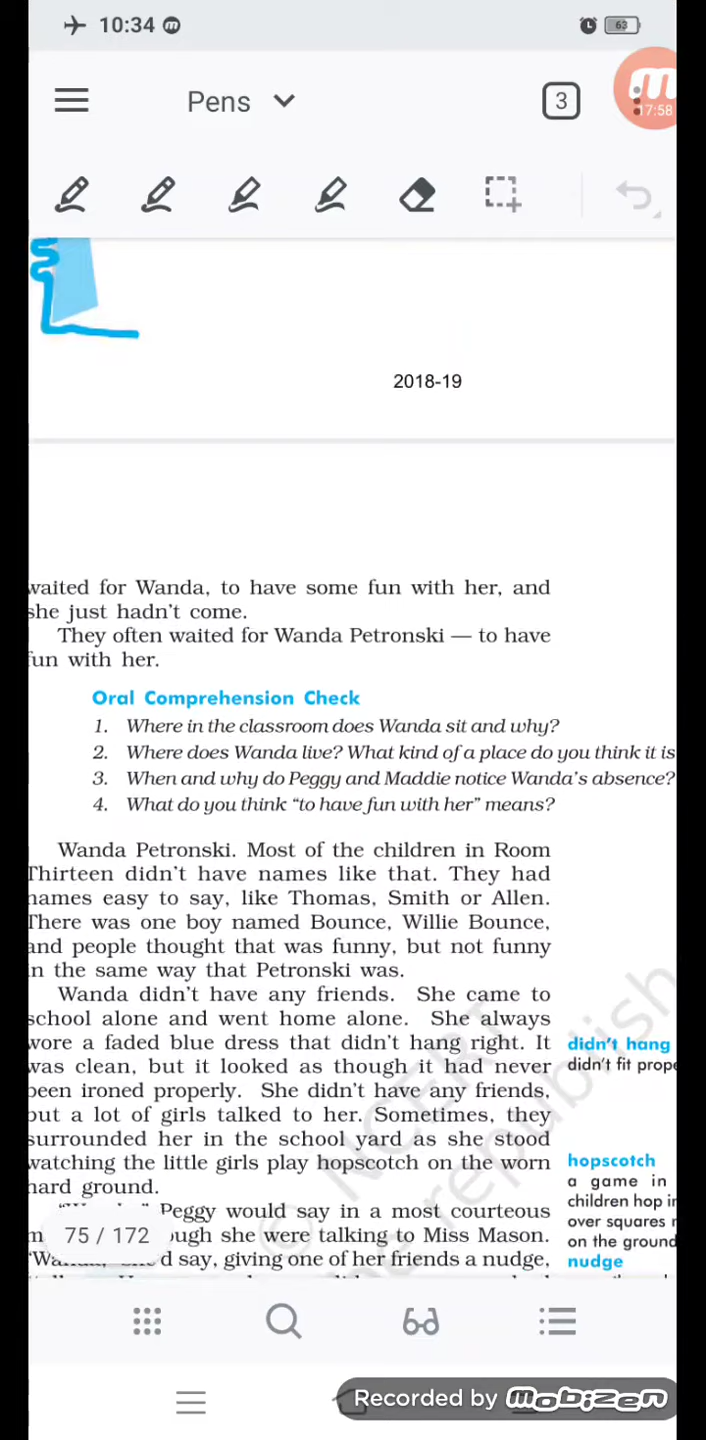 10:34
63
Pens
3
17:58
2018-19
waited for Wanda, to have some fun with her, and
she just hadn't come.
They often waited for Wanda Petronski — to have
fun with her.
Oral Comprehension Check
1. Where in the classroom does Wanda sit and why?
2. Where does Wanda live? What kind of a place do you think it is
3. When and why do Peggy and Maddie notice Wanda's absence?
4. What do you think "to have fun with her" means?
Wanda Petronski. Most of the children in Room
Thirteen didn't have names like that. They had
names easy to say, like Thomas, Smith or Allen.
There was one boy named Bounce, Willie Bounce,
and people thought that was funny, but not funny
in the same way that Petronski was.
Wanda didn't have any friends. She came to
school alone and went home alone. She always
wore a faded blue dress that didn't hang right. It
was clean, but it looked as though it had never
been ironed properly. She didn't have any friends,
but a lot of girls talked to her. Sometimes, they
surrounded her in the school yard as she stood
watching the little girls play hopscotch on the worn
hard ground.
Peggy would say in a most courteous
ough she were talking to Miss Mason.
say, giving one of her friends a nudge,
didn't hang
didn't fit prope
hopscotch
a game in
children hop in
over squares
on the ground
nudge
© NCERT
75 / 172
Recorded by mobizen